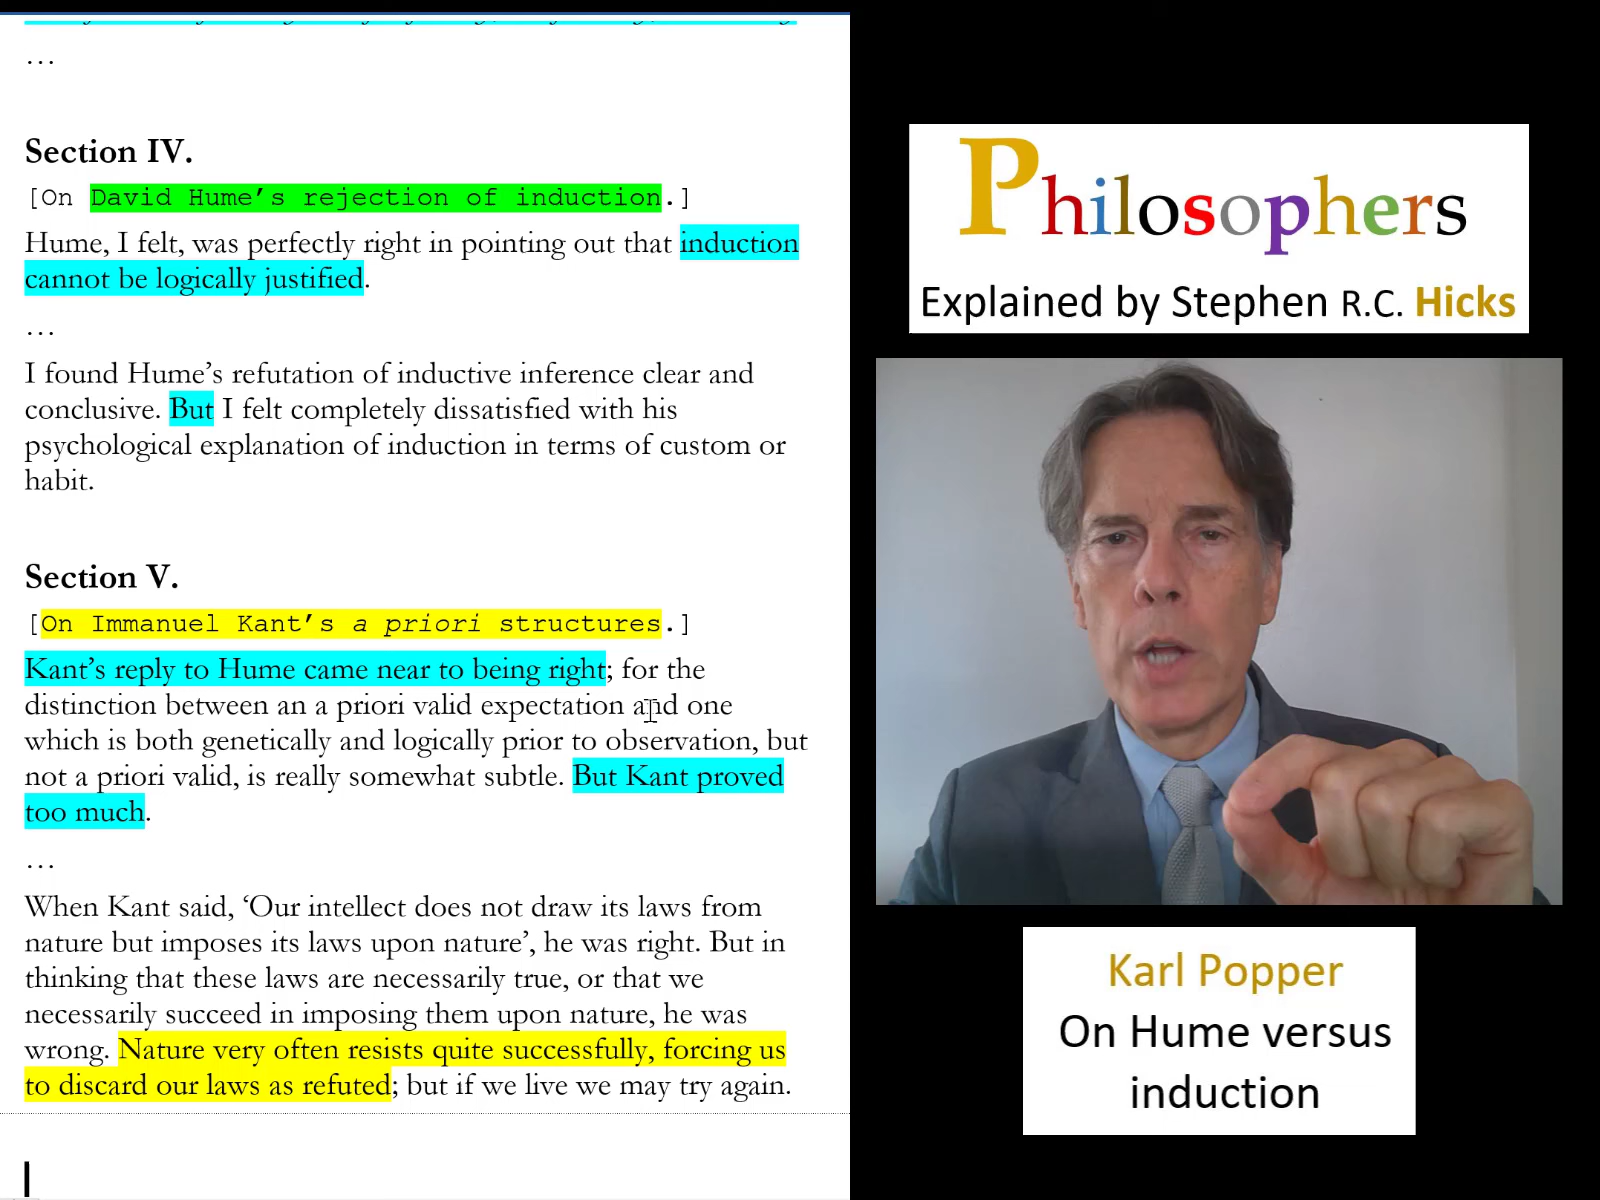 …
Section IV.
[On David Hume’s rejection of induction.]
Hume, I felt, was perfectly right in pointing out that induction
cannot be logically justified.
…
I found Hume’s refutation of inductive inference clear and
conclusive. But I felt completely dissatisfied with his
psychological explanation of induction in terms of custom or
habit.
Section V.
[On Immanuel Kant’s a priori structures.]
Kant’s reply to Hume came near to being right; for the
distinction between an a priori valid expectation and one
which is both genetically and logically prior to observation, but
not a priori valid, is really somewhat subtle. But Kant proved
too much.
…
When Kant said, ‘Our intellect does not draw its laws from
nature but imposes its laws upon nature’, he was right. But in
thinking that these laws are necessarily true, or that we
necessarily succeed in imposing them upon nature, he was
wrong. Nature very often resists quite successfully, forcing us
to discard our laws as refuted; but if we live we may try again.
Philosophers
Explained by Stephen R.C. Hicks
Karl Popper
On Hume versus
induction